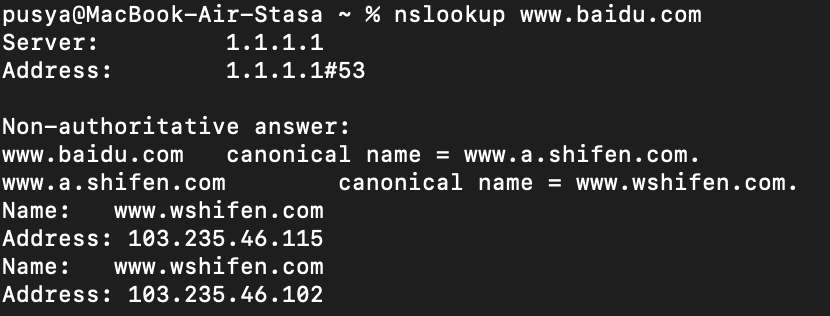 pusya@MacBook-Air-Stasa ~ % nslookup www.baidu.com
Server:         1.1.1.1
Address:        1.1.1.1#53

Non-authoritative answer:
www.baidu.com   canonical name = www.a.shifen.com.
www.a.shifen.com        canonical name = www.wshifen.com.
Name:   www.wshifen.com
Address: 103.235.46.115
Name:   www.wshifen.com
Address: 103.235.46.102